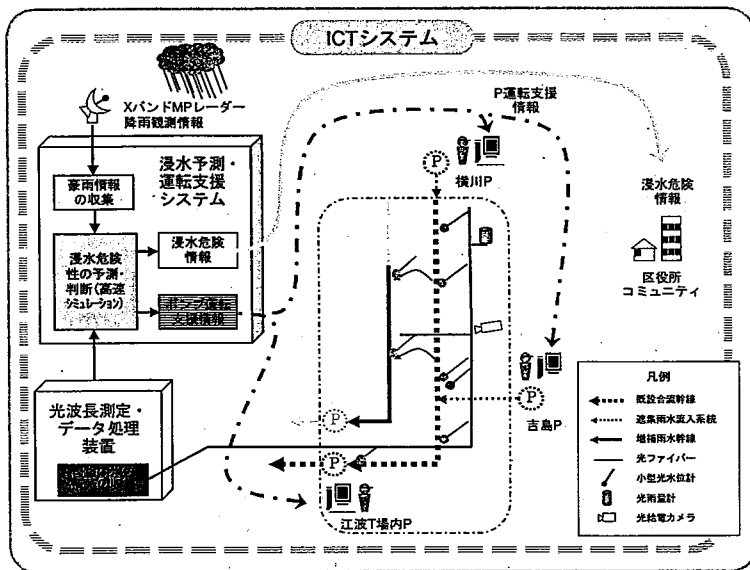 ICTシステム
XバンドMPレーダー
降雨観測情報
P運転支援
情報
浸水予測・
運転支援
システム
豪雨情報
の収集
浸水危険
性の予測・
判断(高速
シミュレーション)
浸水危険
情報
ポンプ運転
支援情報
P
横川P
浸水危険
情報
区役所
コミュニティ
P
吉島P
光波長測定・
データ処理
装置
P
P
江波T場内P
凡例
既設合流幹線
遮集雨水流入系統
増補雨水幹線
光ファイバー
小型光水位計
光雨量計
光給電カメラ